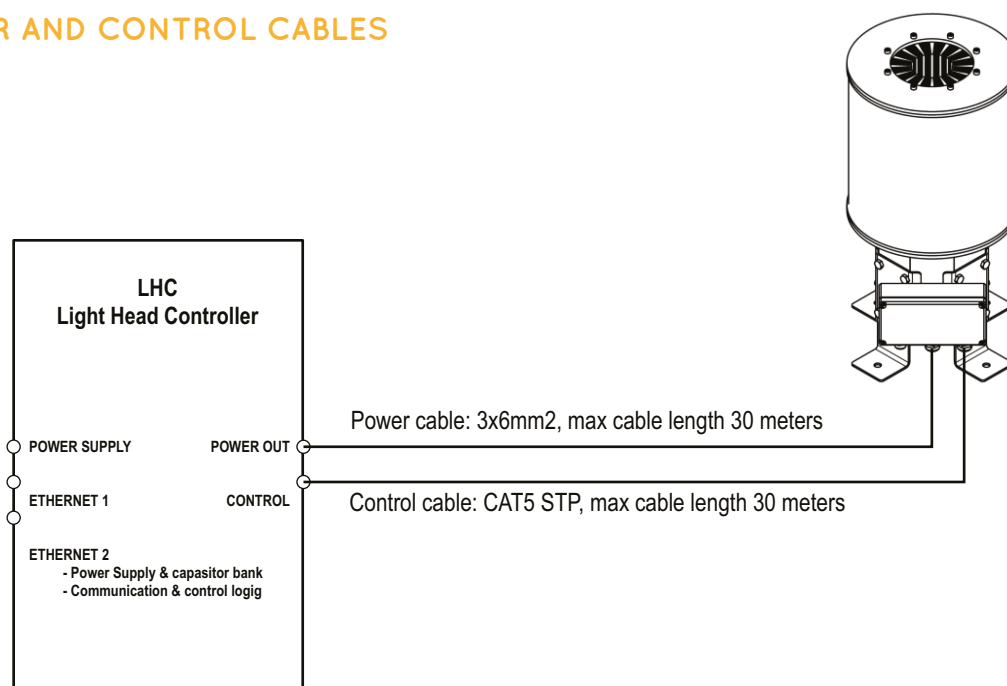 R AND CONTROL CABLES
LHC
Light Head Controller
Power cable: 3x6mm2, max cable length 30 meters
POWER SUPPLY
POWER OUT
Control cable: CAT5 STP, max cable length 30 meters
ETHERNET 1
CONTROL
ETHERNET 2
- Power Supply & capasitor bank
- Communication & control logig